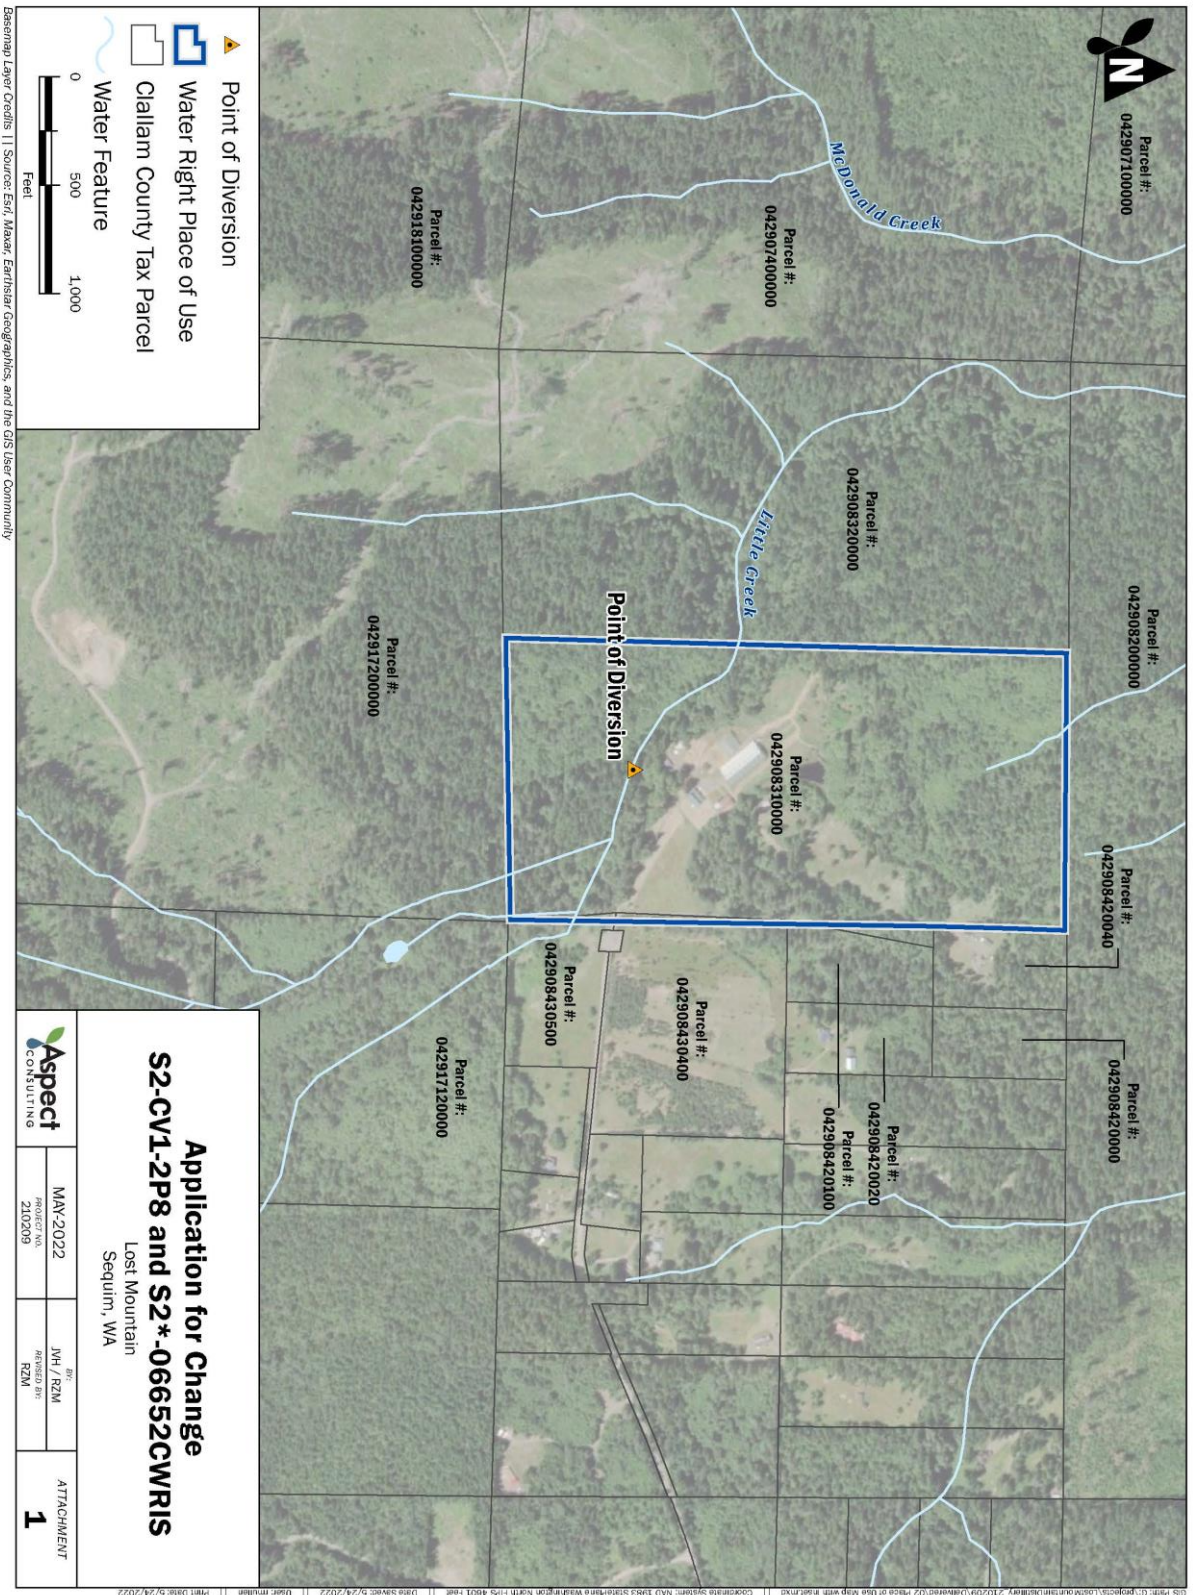 N
Parcel #:
042907100000
McDonald Creek
Parcel #:
042907400000
Parcel #:
042918100000
Parcel #:
042908200000
Parcel #:
042908320000
Little Creek
Point of Diversion
Parcel #:
042917200000
Parcel #:
042908310000
Parcel #:
042908420040
Parcel #:
042908420000
Parcel #:
042908420020
Parcel #:
042908420100
Parcel #:
042908430400
Parcel #:
042908430500
Parcel #:
042917120000
Point of Diversion
Water Right Place of Use
Clallam County Tax Parcel
Water Feature
0 500 1,000
Feet
Application for Change
S2-CV1-2P8 and S2*-06652CWRIS
Lost Mountain
Sequim, WA
Aspect
CONSULTING
MAY-2022
PROJECT NO.
210209
BY:
JVH / RZM
REVISED BY:
RZM
ATTACHMENT
1
Basemap Layer Credits || Source: Esri, Maxar, Earthstar Geographics, and the GIS User Community